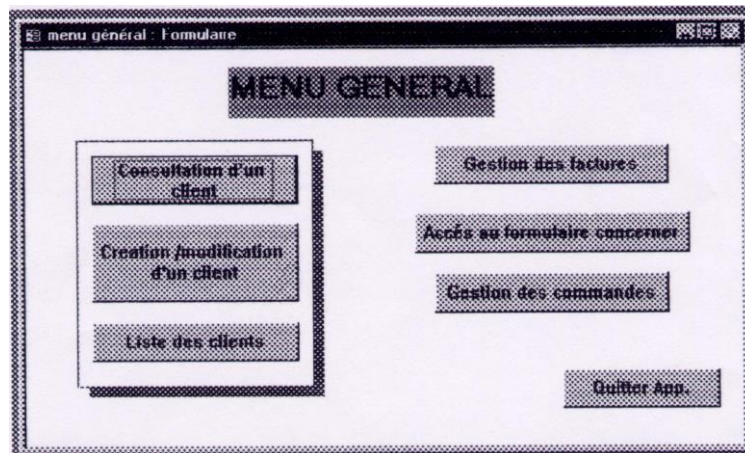 menu général : Formulaire
MENU GENERAL
Consultation d'un
client
Creation /modification
d'un client
Liste des clients
Gestion des factures
Accés au formulaire concerner
Gestion des commandes
Quitter App.